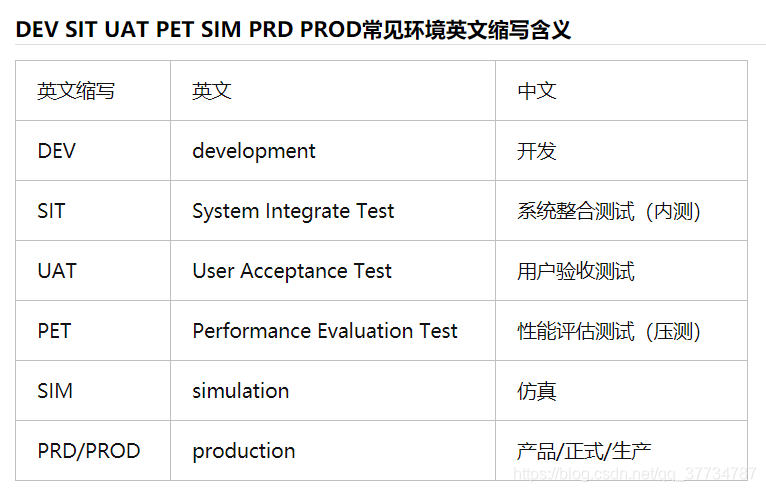 DEV SIT UAT PET SIM PRD PROD常见环境英文缩写含义
英文缩写 英文 中文
DEV development 开发
SIT System Integrate Test 系统整合测试（内测）
UAT User Acceptance Test 用户验收测试
PET Performance Evaluation Test 性能评估测试（压测）
SIM simulation 仿真
PRD/PROD production 产品/正式/生产
https://blog.csdn.net/qq_37734787